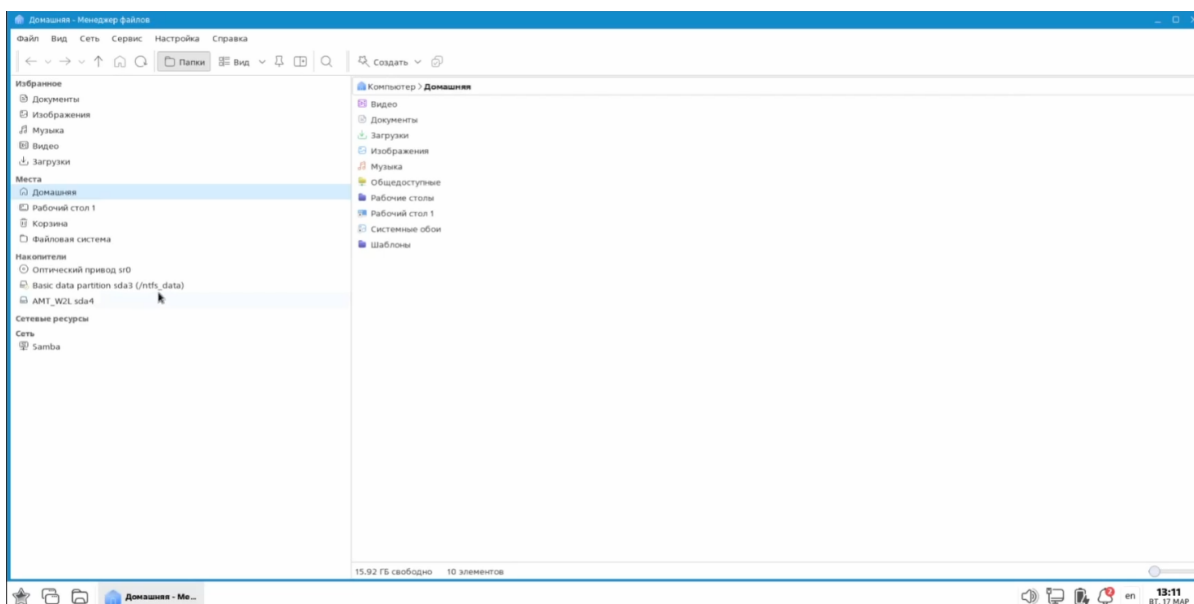 Домашняя - Менеджер файлов
Файл Вид Сеть Сервис Настройка Справка
Папки Вид Создать
Избранное
Документы
Изображения
Музыка
Видео
Загрузки
Места
Домашняя
Рабочий стол 1
Корзина
Файловая система
Накопители
Оптический привод sr0
Basic data partition sda3 (/ntfs_data)
AMT_W2L sda4
Сетевые ресурсы
Сеть
Samba
Компьютер > Домашняя
Видео
Документы
Загрузки
Изображения
Музыка
Общедоступные
Рабочие столы
Рабочий стол 1
Системные обои
Шаблоны
15.92 ГБ свободно 10 элементов
Домашняя - Ме...
2
en
13:11
ВТ, 17 МАР